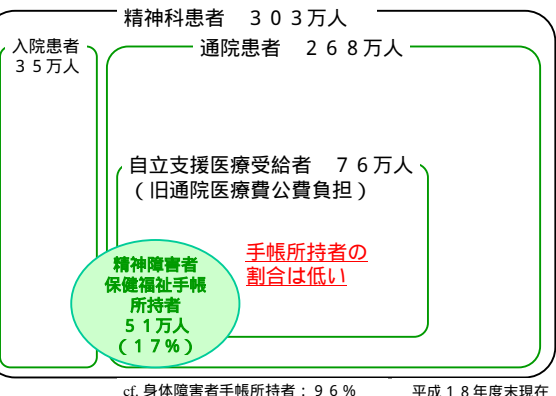 精神科患者　３０３万人
入院患者
３５万人
通院患者　２６８万人
自立支援医療受給者　７６万人
（旧通院医療費公費負担）
手帳所持者の
割合は低い
精神障害者
保健福祉手帳
所持者
５１万人
（１７％）
cf. 身体障害者手帳所持者：９６％
平成１８年度末現在